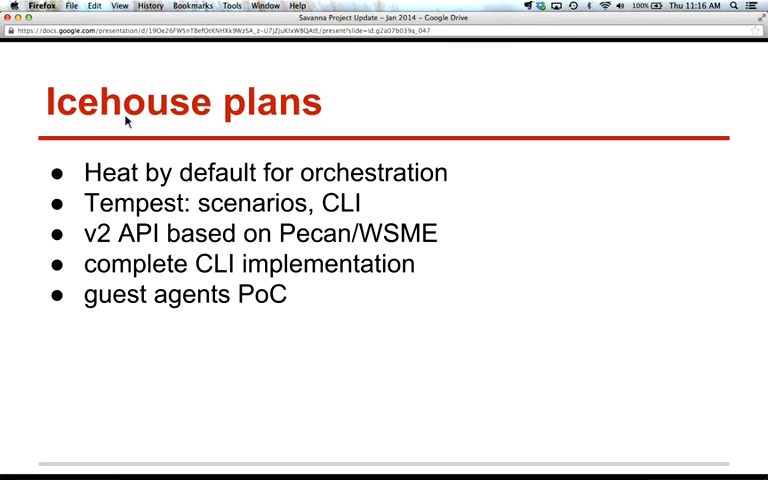 Firefox File Edit View History Bookmarks Tools Window Help 100% Thu 11:16 AM
Savanna Project Update – Jan 2014 – Google Drive
Icehouse plans
● Heat by default for orchestration
● Tempest: scenarios, CLI
● v2 API based on Pecan/WSME
● complete CLI implementation
● guest agents PoC